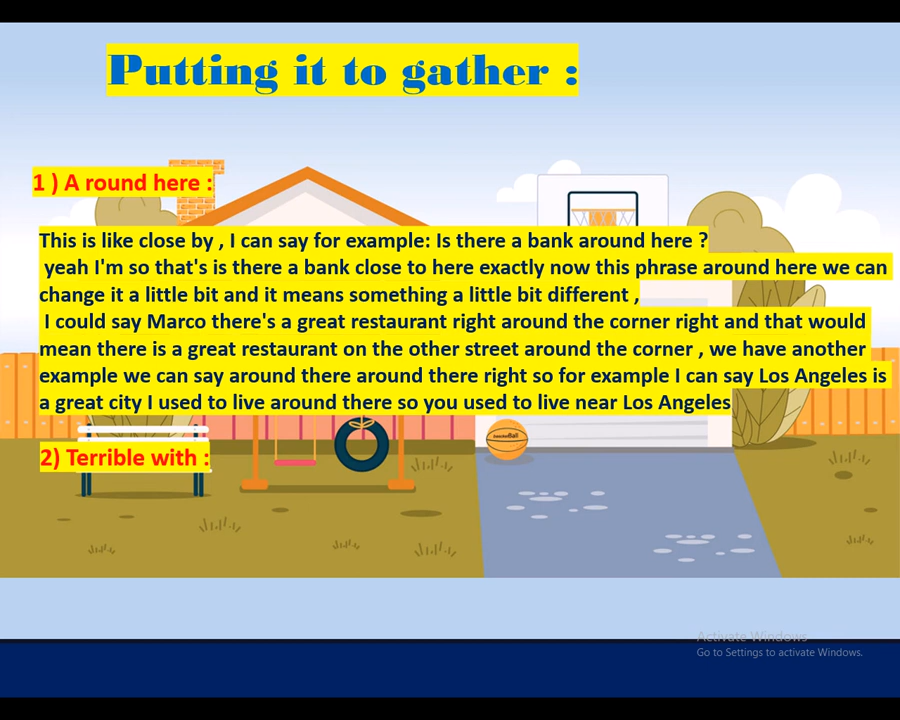 Putting it to gather :
1 ) A round here :
This is like close by , I can say for example: Is there a bank around here ?
yeah I'm so that's is there a bank close to here exactly now this phrase around here we can
change it a little bit and it means something a little bit different ,
I could say Marco there's a great restaurant right around the corner right and that would
mean there is a great restaurant on the other street around the corner , we have another
example we can say around there around there right so for example I can say Los Angeles is
a great city I used to live around there so you used to live near Los Angeles
2) Terrible with :
Activate Windows
Go to Settings to activate Windows.